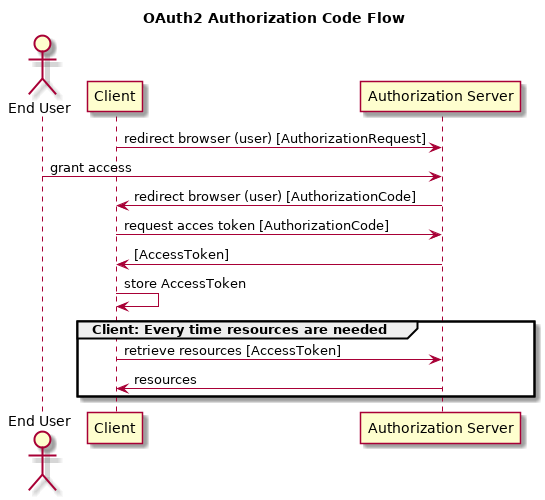 OAuth2 Authorization Code Flow
End User
Client
Authorization Server
redirect browser (user) [AuthorizationRequest]
grant access
redirect browser (user) [AuthorizationCode]
request acces token [AuthorizationCode]
[AccessToken]
store AccessToken
Client: Every time resources are needed
retrieve resources [AccessToken]
resources
End User
Client
Authorization Server